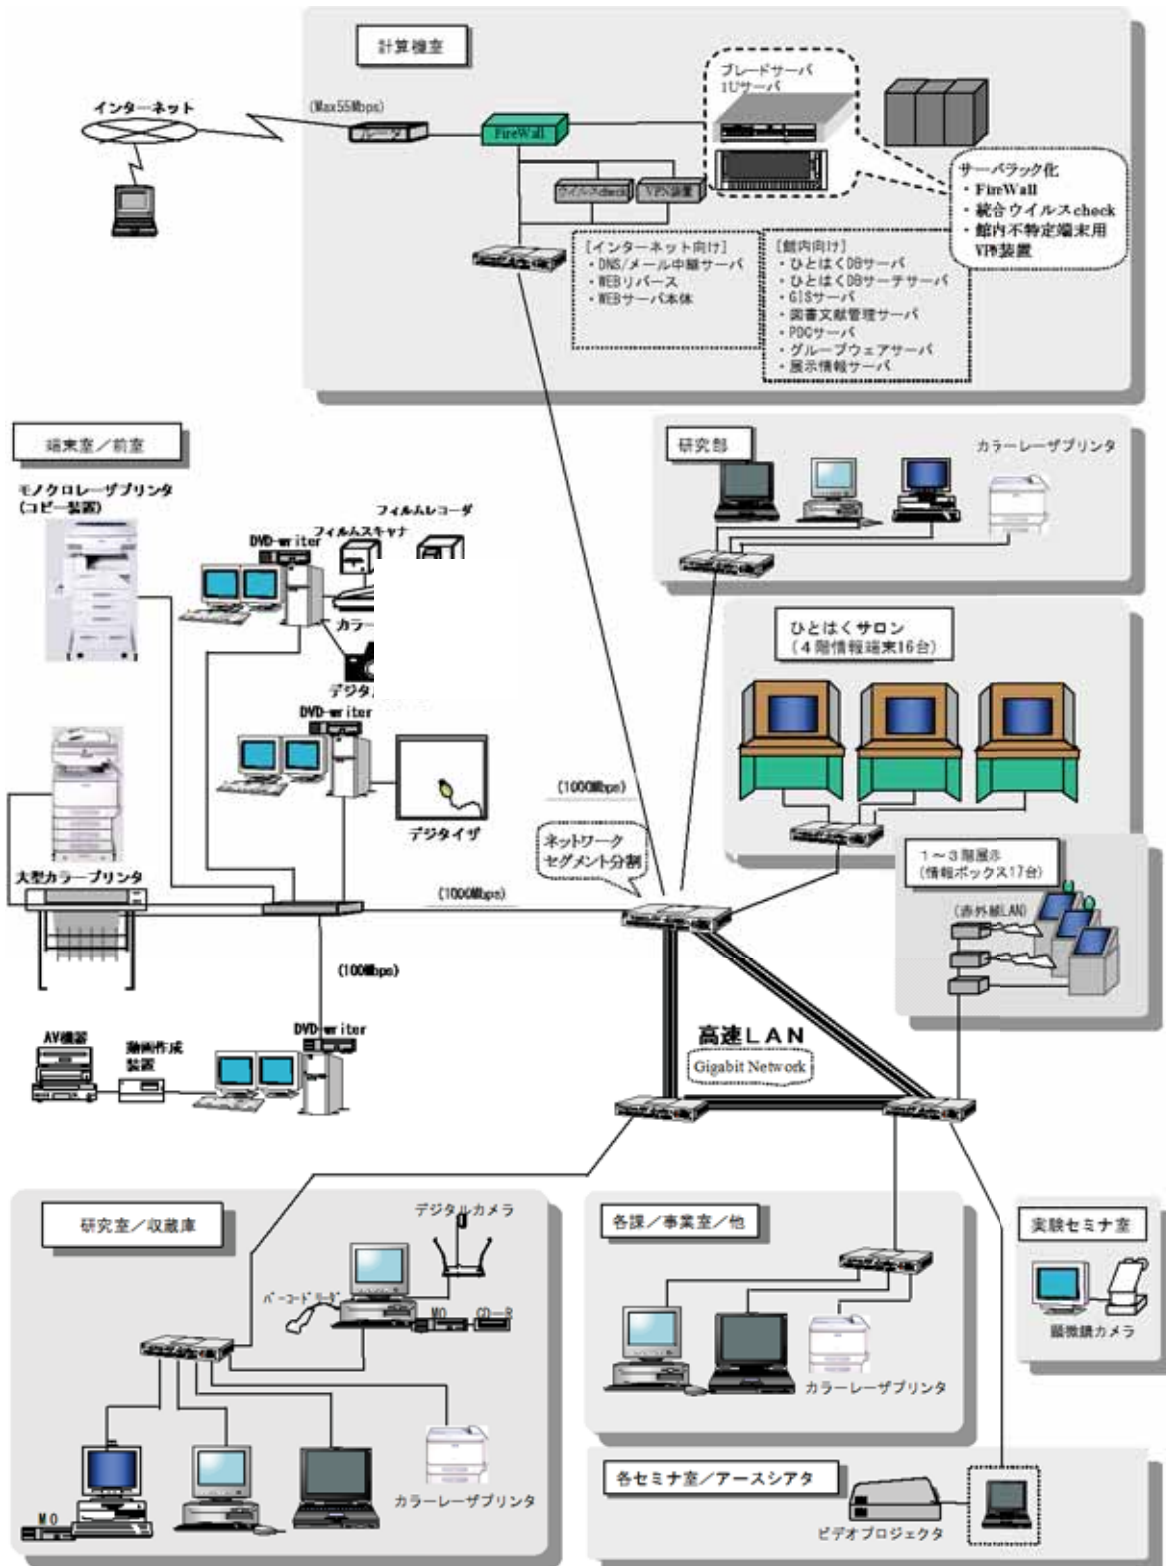 計算機室
ブレードサーバ
1Uサーバ
インターネット
(Max55Mbps)
ルータ
FireWall
サーバラック化
・FireWall
・統合ウイルスcheck
・館内不特定端末用
VPN装置
ウイルスcheck
VPN装置
[インターネット向け]
・DNS/メール中継サーバ
・WEBリバース
・WEBサーバ本体
[館内向け]
・ひとはくDBサーバ
・ひとはくDBサーチサーバ
・GISサーバ
・図書文献管理サーバ
・PDCサーバ
・グループウェアサーバ
・展示情報サーバ
端末室／前室
モノクロレーザプリンタ
(コピー装置)
フィルムレコーダ
フィルムスキャナ
DVD-writer
カラー
デジタル
DVD-writer
デジタイザ
大型カラープリンタ
(1000Mbps)
(100Mbps)
AV機器
動画作成
装置
DVD-writer
研究部
カラーレーザプリンタ
ひとはくサロン
(４階情報端末16台)
(1000Mbps)
ネットワーク
セグメント分割
１～３階展示
(情報ボックス17台)
(赤外線LAN)
高速LAN
Gigabit Network
研究室／収蔵庫
デジタルカメラ
バーコードリーダ
MO
CD-R
MO
カラーレーザプリンタ
各課／事業室／他
カラーレーザプリンタ
実験セミナ室
顕微鏡カメラ
各セミナ室／アースシアタ
ビデオプロジェクタ